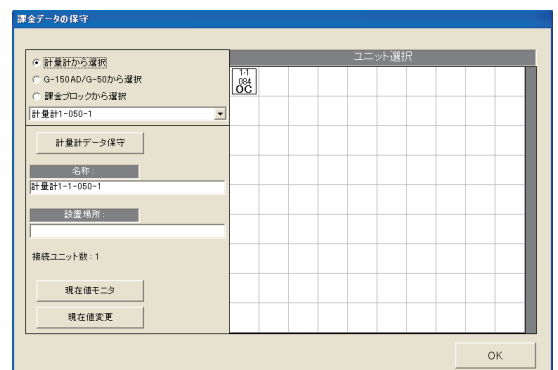 課金データの保守
計量計から選択
G-150AD/G-50から選択
課金ブロックから選択
計量計1-050-1
計量計データ保守
名称:
計量計1-1-050-1
設置場所:
接続ユニット数:1
現在値モニタ
現在値変更
ユニット選択
1-1
084
OC
OK